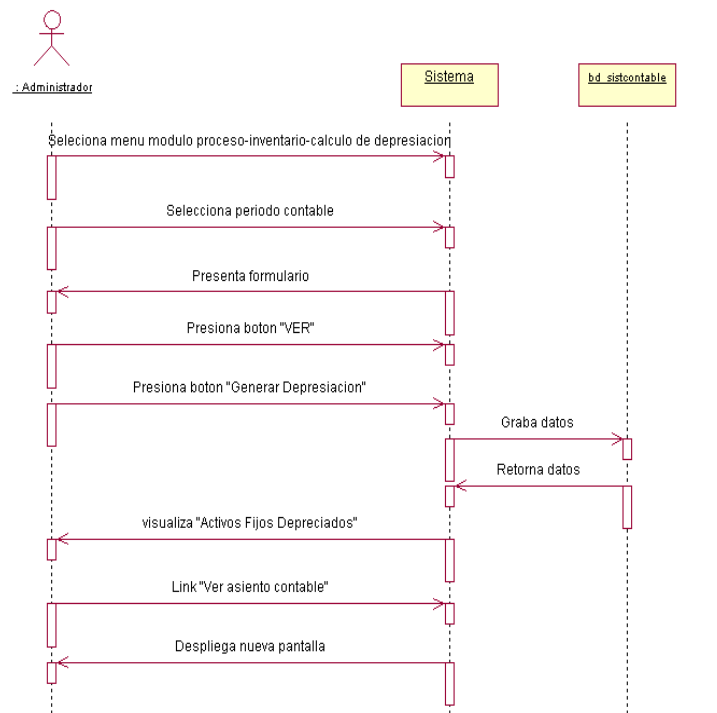 : Administrador
Sistema
bd_sistcontable
Seleciona menu modulo proceso-inventario-calculo de depresiacion
Selecciona periodo contable
Presenta formulario
Presiona boton "VER"
Presiona boton "Generar Depresiacion"
Graba datos
Retorna datos
visualiza "Activos Fijos Depreciados"
Link "Ver asiento contable"
Despliega nueva pantalla